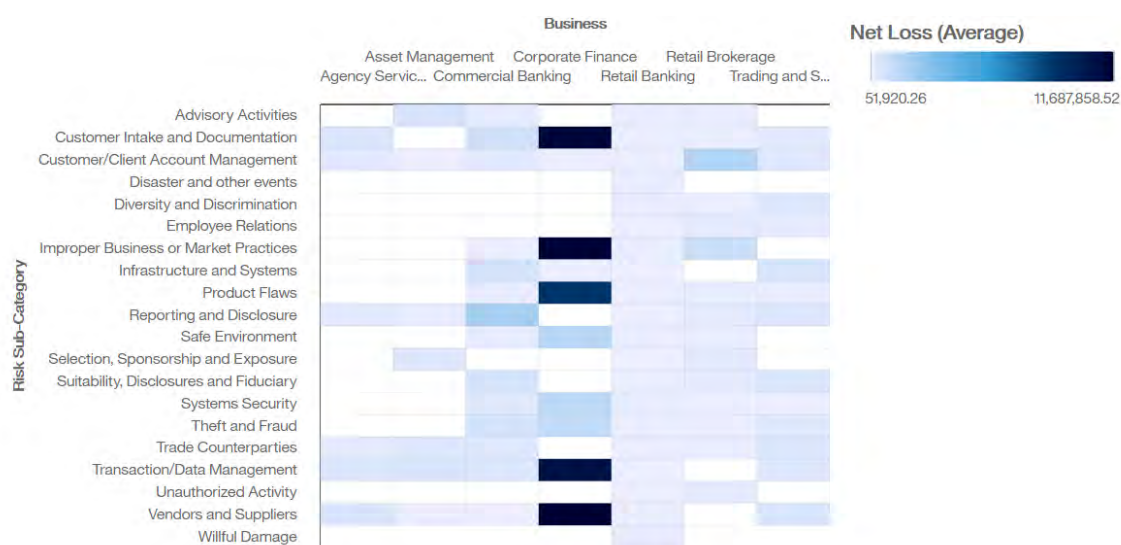 Business
Net Loss (Average)
Asset Management Corporate Finance Retail Brokerage
Agency Servic... Commercial Banking Retail Banking Trading and S...
51,920.26 11,687,858.52
Risk Sub-Category
Advisory Activities
Customer Intake and Documentation
Customer/Client Account Management
Disaster and other events
Diversity and Discrimination
Employee Relations
Improper Business or Market Practices
Infrastructure and Systems
Product Flaws
Reporting and Disclosure
Safe Environment
Selection, Sponsorship and Exposure
Suitability, Disclosures and Fiduciary
Systems Security
Theft and Fraud
Trade Counterparties
Transaction/Data Management
Unauthorized Activity
Vendors and Suppliers
Willful Damage